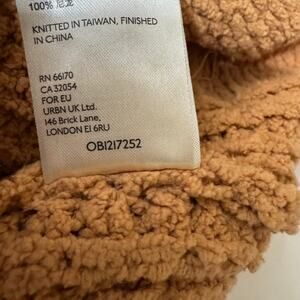 100% 尼龙
KNITTED IN TAIWAN, FINISHED
IN CHINA
RN 66170
CA 32054
FOR EU
URBN UK Ltd.
146 Brick Lane,
LONDON E1 6RU
OB1217252